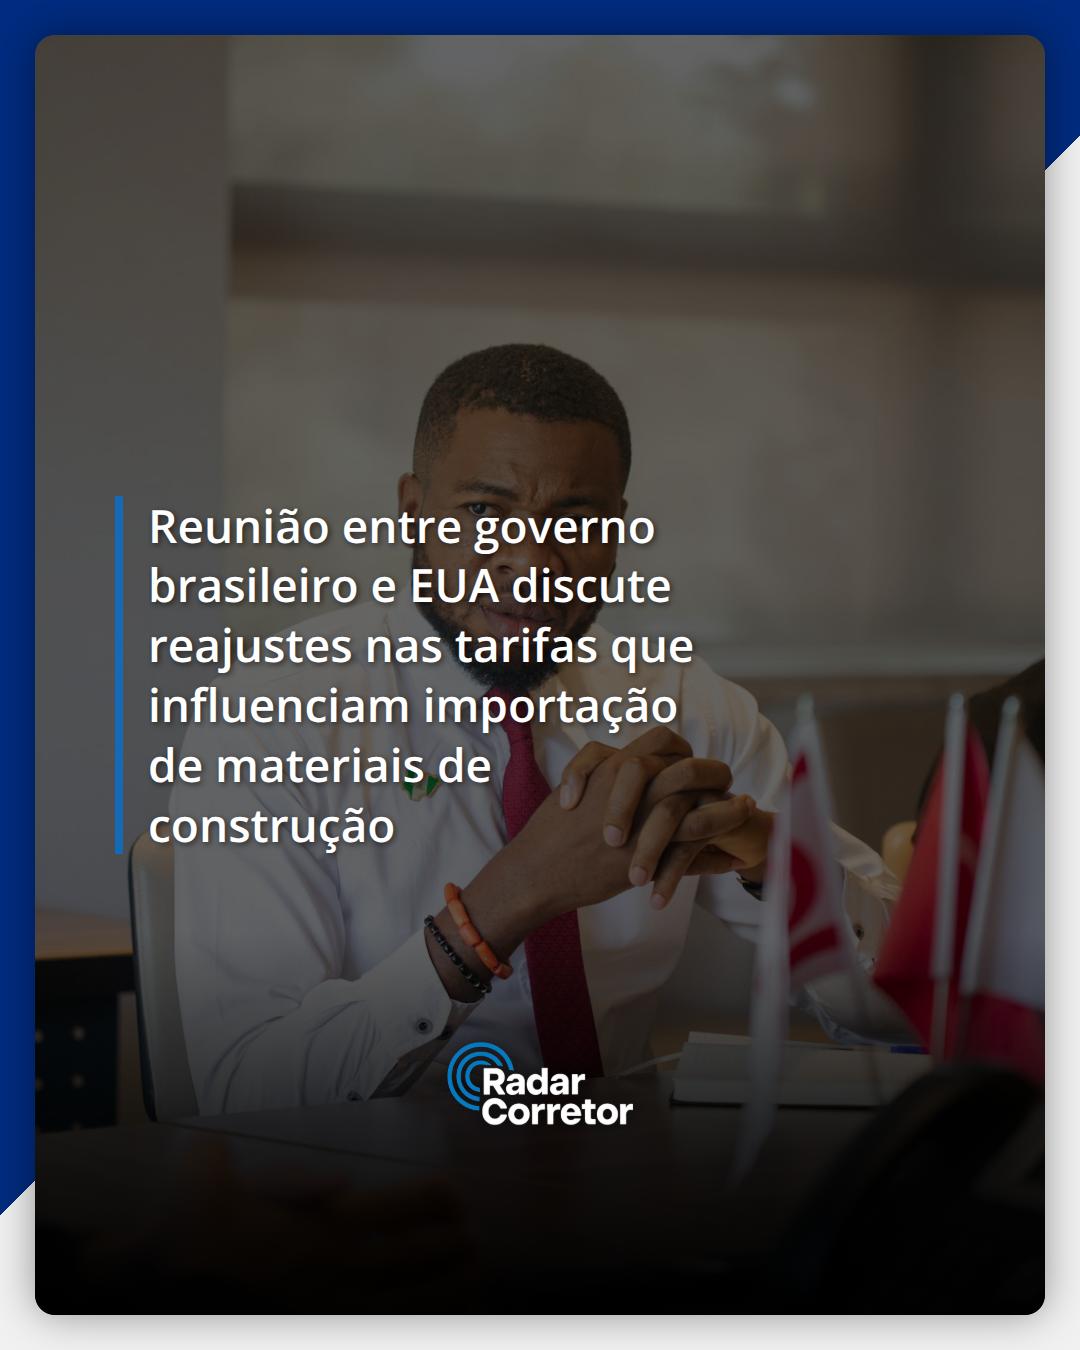 Reunião entre governo
brasileiro e EUA discute
reajustes nas tarifas que
influenciam importação
de materiais de
construção
Radar
Corretor